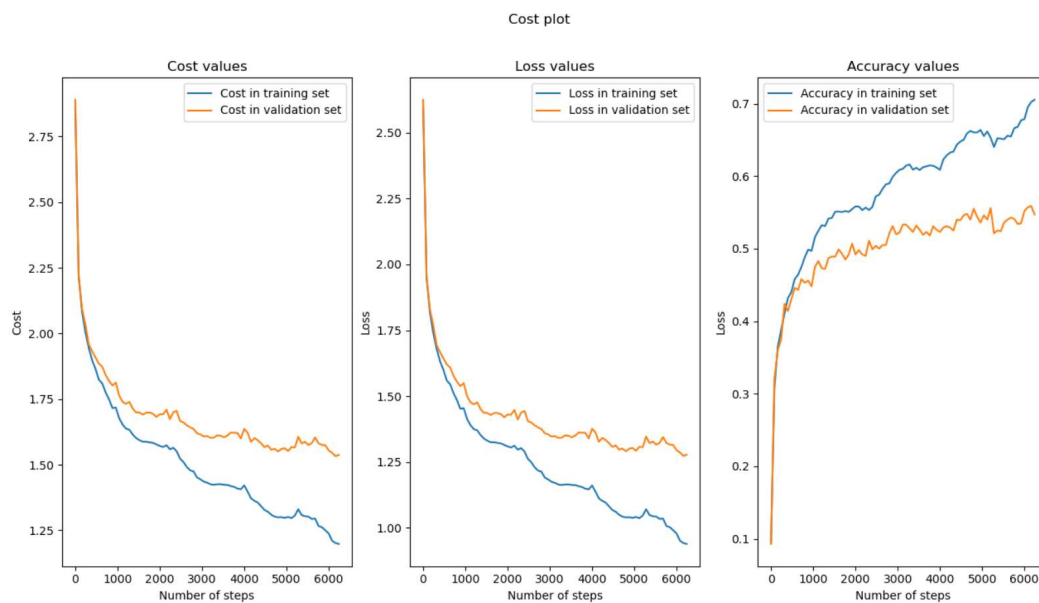 Cost plot
Cost values
Cost in training set
Cost in validation set
Cost
2.75
2.50
2.25
2.00
1.75
1.50
1.25
0 1000 2000 3000 4000 5000 6000
Number of steps
Loss values
Loss in training set
Loss in validation set
Loss
2.50
2.25
2.00
1.75
1.50
1.25
1.00
0 1000 2000 3000 4000 5000 6000
Number of steps
Accuracy values
Accuracy in training set
Accuracy in validation set
Loss
0.7
0.6
0.5
0.4
0.3
0.2
0.1
0 1000 2000 3000 4000 5000 6000
Number of steps